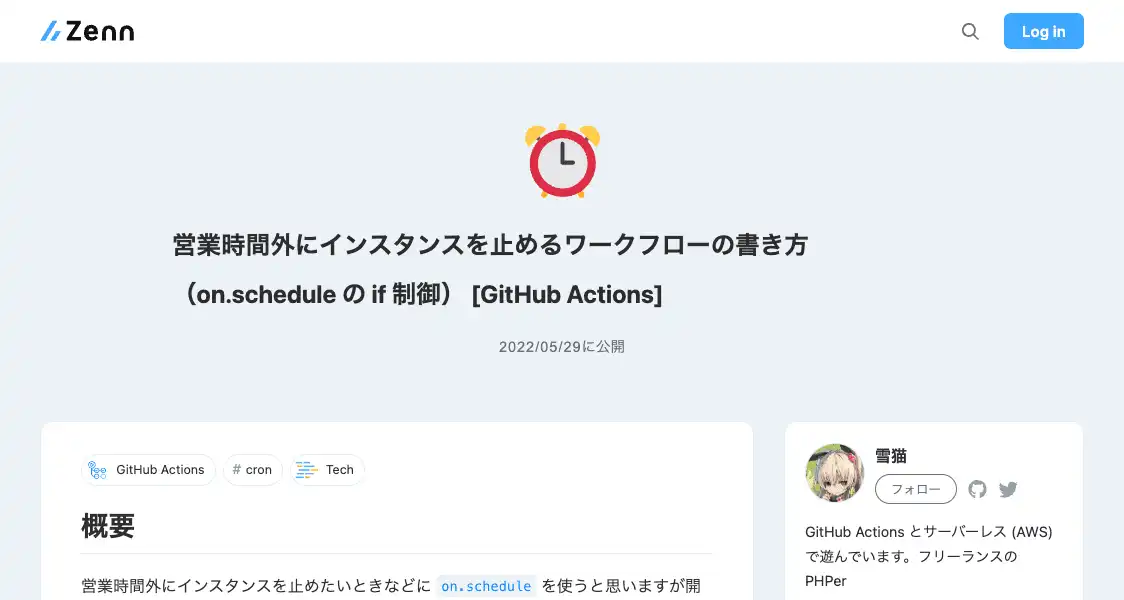 Zenn
Log in
営業時間外にインスタンスを止めるワークフローの書き方
（on.schedule の if 制御） [GitHub Actions]
2022/05/29に公開
GitHub Actions
# cron
Tech
概要
営業時間外にインスタンスを止めたいときなどに on.schedule を使うと思いますが開
雪猫
フォロー
GitHub Actions とサーバーレス (AWS)
で遊んでいます。フリーランスの
PHPer